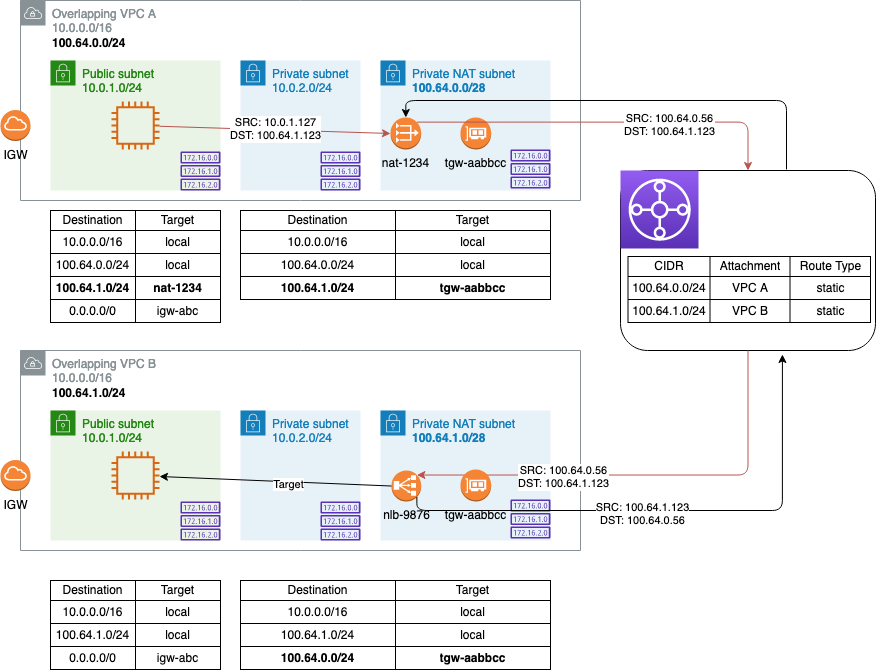 Overlapping VPC A
10.0.0.0/16
100.64.0.0/24
Public subnet
10.0.1.0/24
Private subnet
10.0.2.0/24
Private NAT subnet
100.64.0.0/28
IGW
SRC: 10.0.1.127
DST: 100.64.1.123
nat-1234
tgw-aabbcc
SRC: 100.64.0.56
DST: 100.64.1.123
172.16.0.0
172.16.1.0
172.16.2.0
172.16.0.0
172.16.1.0
172.16.2.0
172.16.0.0
172.16.1.0
172.16.2.0
Destination Target
10.0.0.0/16 local
100.64.0.0/24 local
100.64.1.0/24 nat-1234
0.0.0.0/0 igw-abc
Destination Target
10.0.0.0/16 local
100.64.0.0/24 local
100.64.1.0/24 tgw-aabbcc
CIDR Attachment Route Type
100.64.0.0/24 VPC A static
100.64.1.0/24 VPC B static
Overlapping VPC B
10.0.0.0/16
100.64.1.0/24
Public subnet
10.0.1.0/24
Private subnet
10.0.2.0/24
Private NAT subnet
100.64.1.0/28
IGW
Target
nlb-9876
tgw-aabbcc
SRC: 100.64.0.56
DST: 100.64.1.123
SRC: 100.64.1.123
DST: 100.64.0.56
172.16.0.0
172.16.1.0
172.16.2.0
172.16.0.0
172.16.1.0
172.16.2.0
172.16.0.0
172.16.1.0
172.16.2.0
Destination Target
10.0.0.0/16 local
100.64.1.0/24 local
0.0.0.0/0 igw-abc
Destination Target
10.0.0.0/16 local
100.64.1.0/24 local
100.64.0.0/24 tgw-aabbcc